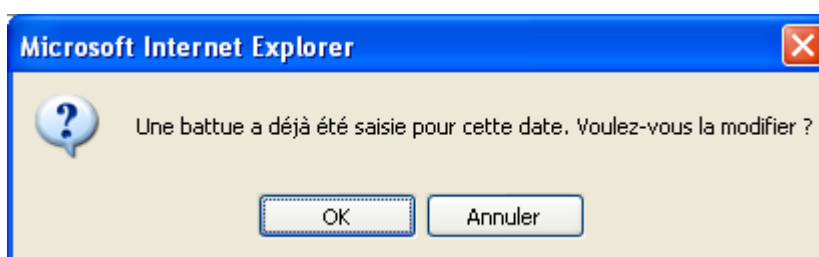 Microsoft Internet Explorer
Une battue a déjà été saisie pour cette date. Voulez-vous la modifier ?
OK Annuler